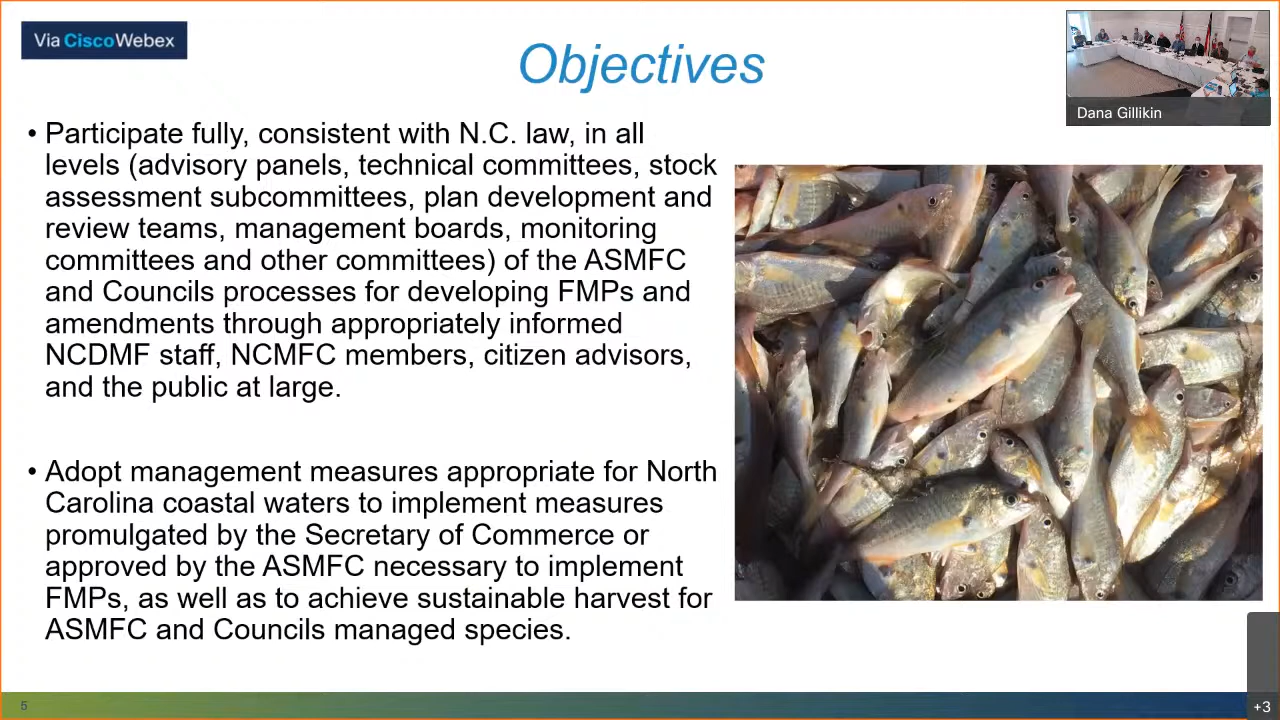 Via Cisco Webex
Objectives
Dana Gillikin
• Participate fully, consistent with N.C. law, in all
levels (advisory panels, technical committees, stock
assessment subcommittees, plan development and
review teams, management boards, monitoring
committees and other committees) of the ASMFC
and Councils processes for developing FMPs and
amendments through appropriately informed
NCDMF staff, NCMFC members, citizen advisors,
and the public at large.
• Adopt management measures appropriate for North
Carolina coastal waters to implement measures
promulgated by the Secretary of Commerce or
approved by the ASMFC necessary to implement
FMPs, as well as to achieve sustainable harvest for
ASMFC and Councils managed species.
5
+3